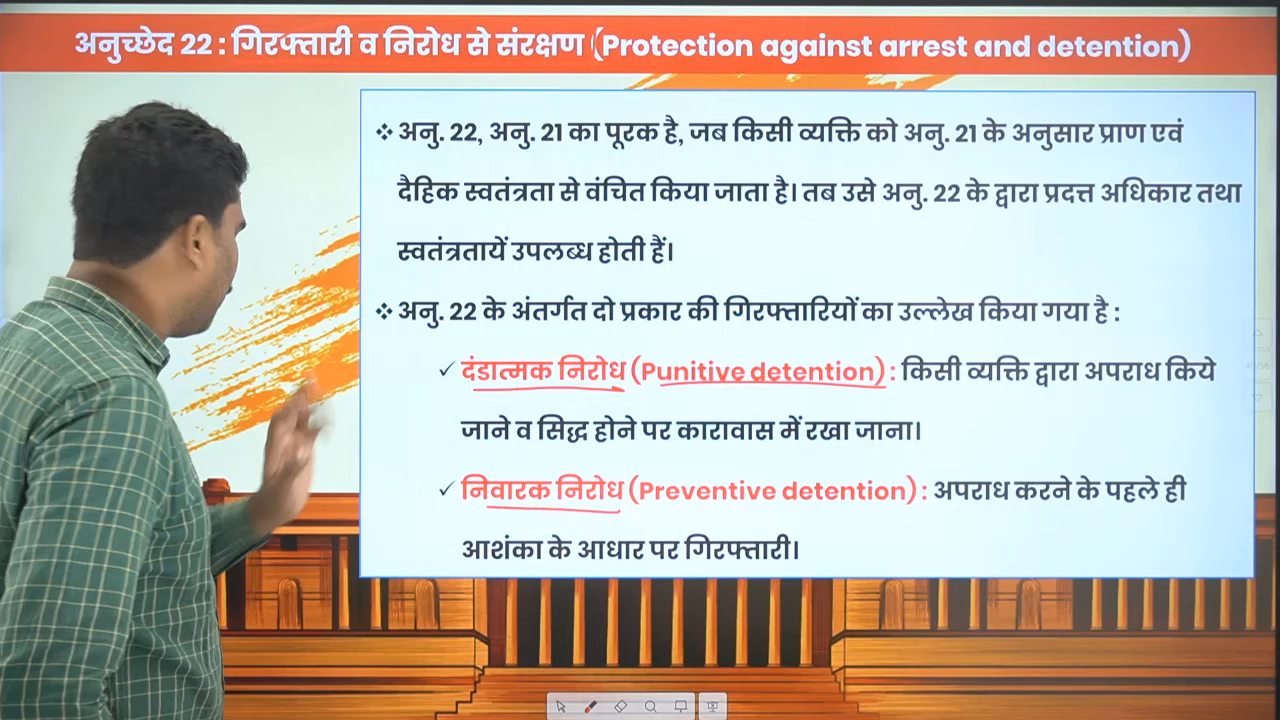 अनुच्छेद 22 : गिरफ्तारी व निरोध से संरक्षण (Protection against arrest and detention)
❖ अनु. 22, अनु. 21 का पूरक है, जब किसी व्यक्ति को अनु. 21 के अनुसार प्राण एवं
दैहिक स्वतंत्रता से वंचित किया जाता है। तब उसे अनु. 22 के द्वारा प्रदत्त अधिकार तथा
स्वतंत्रतायें उपलब्ध होती हैं।
❖ अनु. 22 के अंतर्गत दो प्रकार की गिरफ्तारियों का उल्लेख किया गया है :
✓ दंडात्मक निरोध (Punitive detention) : किसी व्यक्ति द्वारा अपराध किये
जाने व सिद्ध होने पर कारावास में रखा जाना।
✓ निवारक निरोध (Preventive detention) : अपराध करने के पहले ही
आशंका के आधार पर गिरफ्तारी।